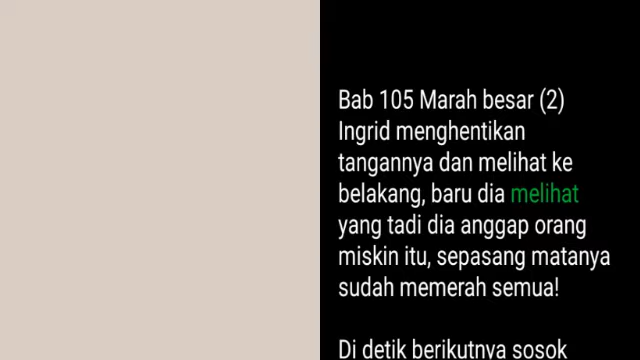 Bab 105 Marah besar (2)
Ingrid menghentikan
tangannya dan melihat ke
belakang, baru dia melihat
yang tadi dia anggap orang
miskin itu, sepasang matanya
sudah memerah semua!
Di detik berikutnya sosok